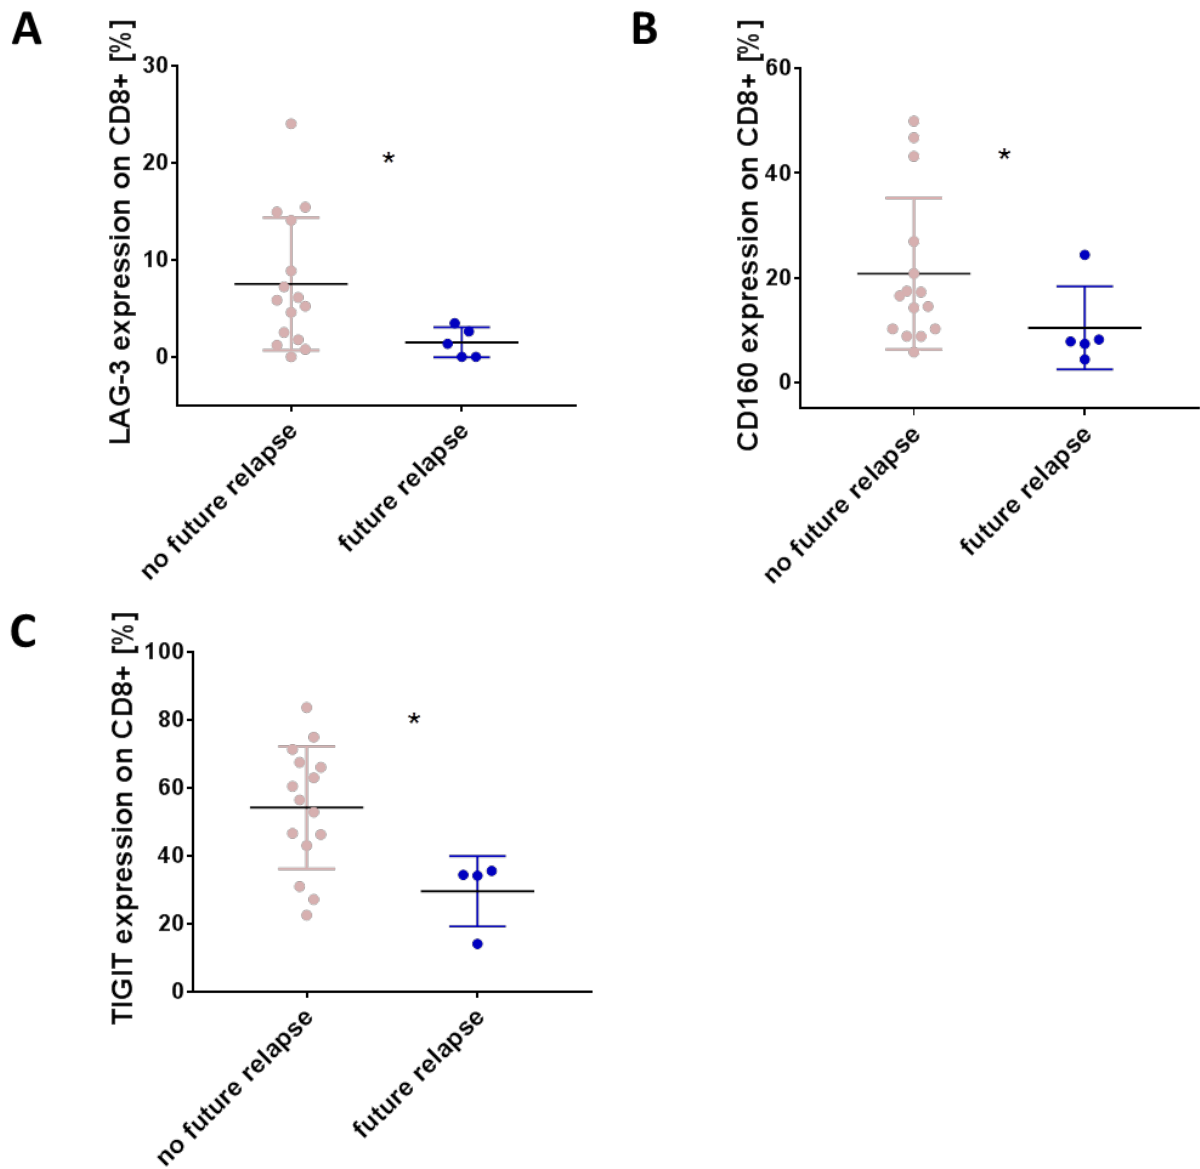 A
LAG-3 expression on CD8+ [%]
30
20
10
0
*
no future relapse
future relapse
B
CD160 expression on CD8+ [%]
60
40
20
0
*
no future relapse
future relapse
C
TIGIT expression on CD8+ [%]
100
80
60
40
20
0
*
no future relapse
future relapse